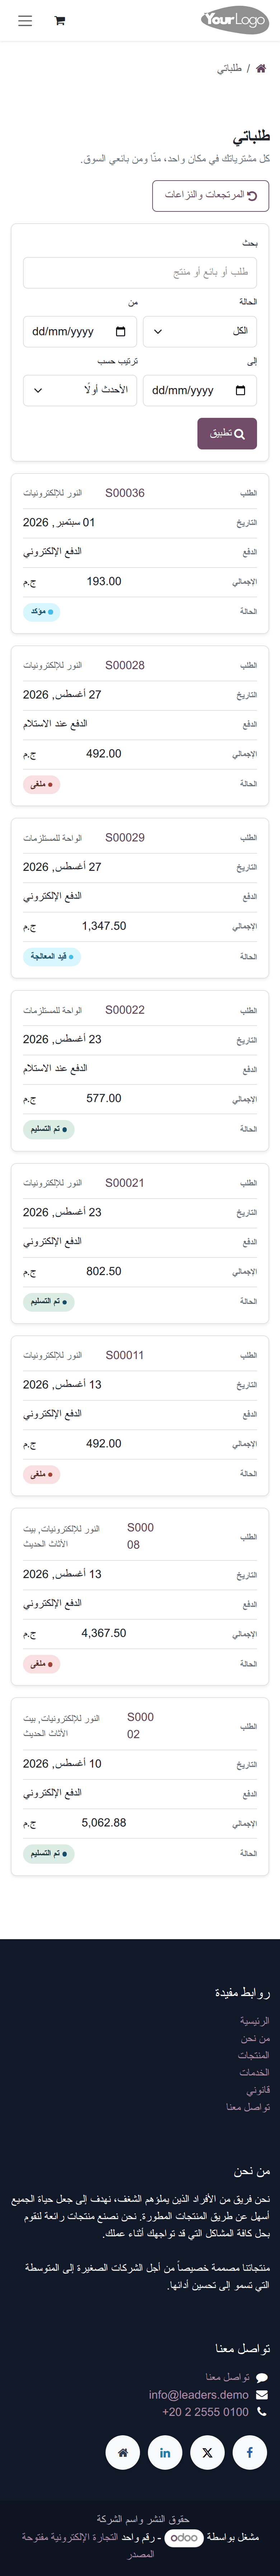 YourLogo
/ طلباتي
طلباتي
كل مشترياتك في مكان واحد، منّا ومن بائعي السوق.
المرتجعات والنزاعات
بحث
طلب أو بائع أو منتج
الحالة
من
الكل
dd/mm/yyyy
إلى
ترتيب حسب
dd/mm/yyyy
الأحدث أولًا
تطبيق
الطلب S00036 النور للإلكترونيات
التاريخ 01 سبتمبر, 2026
الدفع الدفع الإلكتروني
الإجمالي 193.00 ج.م
الحالة مؤكد
الطلب S00028 النور للإلكترونيات
التاريخ 27 أغسطس, 2026
الدفع الدفع عند الاستلام
الإجمالي 492.00 ج.م
الحالة ملغى
الطلب S00029 الواحة للمستلزمات
التاريخ 27 أغسطس, 2026
الدفع الدفع الإلكتروني
الإجمالي 1,347.50 ج.م
الحالة قيد المعالجة
الطلب S00022 الواحة للمستلزمات
التاريخ 23 أغسطس, 2026
الدفع الدفع عند الاستلام
الإجمالي 577.00 ج.م
الحالة تم التسليم
الطلب S00021 النور للإلكترونيات
التاريخ 23 أغسطس, 2026
الدفع الدفع الإلكتروني
الإجمالي 802.50 ج.م
الحالة تم التسليم
الطلب S00011 النور للإلكترونيات
التاريخ 13 أغسطس, 2026
الدفع الدفع الإلكتروني
الإجمالي 492.00 ج.م
الحالة ملغى
الطلب S00008 النور للإلكترونيات, بيت
الأثاث الحديث
التاريخ 13 أغسطس, 2026
الدفع الدفع الإلكتروني
الإجمالي 4,367.50 ج.م
الحالة ملغى
الطلب S00002 النور للإلكترونيات, بيت
الأثاث الحديث
التاريخ 10 أغسطس, 2026
الدفع الدفع الإلكتروني
الإجمالي 5,062.88 ج.م
الحالة تم التسليم
روابط مفيدة
الرئيسية
من نحن
المنتجات
الخدمات
قانوني
تواصل معنا
من نحن
نحن فريق من الأفراد الذين يملؤهم الشغف، نهدف إلى جعل حياة الجميع
أسهل عن طريق المنتجات المطورة. نحن نصنع منتجات رائعة لنقوم
بحل كافة المشاكل التي قد تواجهك أثناء عملك.
منتجاتنا مصممة خصيصاً من أجل الشركات الصغيرة إلى المتوسطة
التي تسمو إلى تحسين أدائها.
تواصل معنا
تواصل معنا
info@leaders.demo
+20 2 2555 0100
حقوق النشر واسم الشركة
مشغل بواسطة odoo - رقم واحد التجارة الإلكترونية مفتوحة
المصدر